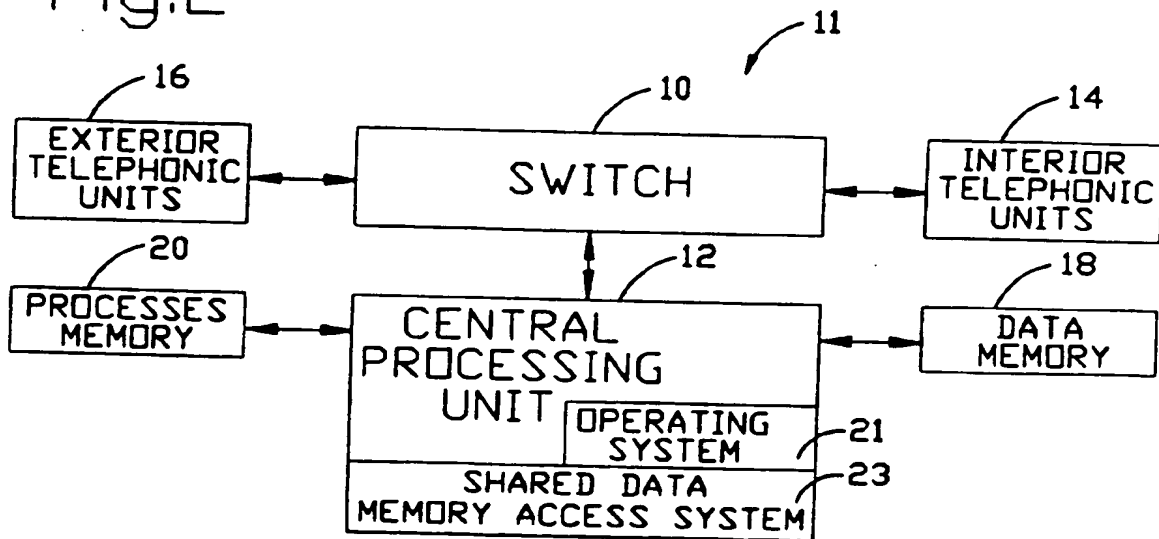 Fig.2
11
16
10
14
EXTERIOR
TELEPHONIC
UNITS
SWITCH
INTERIOR
TELEPHONIC
UNITS
20
12
18
PROCESSES
MEMORY
CENTRAL
PROCESSING
UNIT
DATA
MEMORY
OPERATING
SYSTEM
21
SHARED DATA
MEMORY ACCESS SYSTEM
23